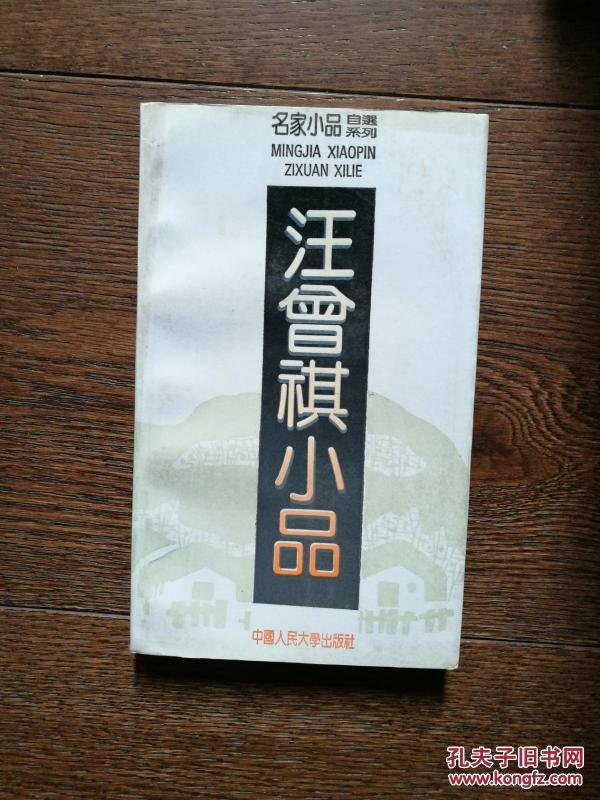 名家小品 自選系列
MINGJIA XIAOPIN
ZIXUAN XILIE
汪曾祺小品
中國人民大學出版社
孔夫子旧书网
www.kongfz.com